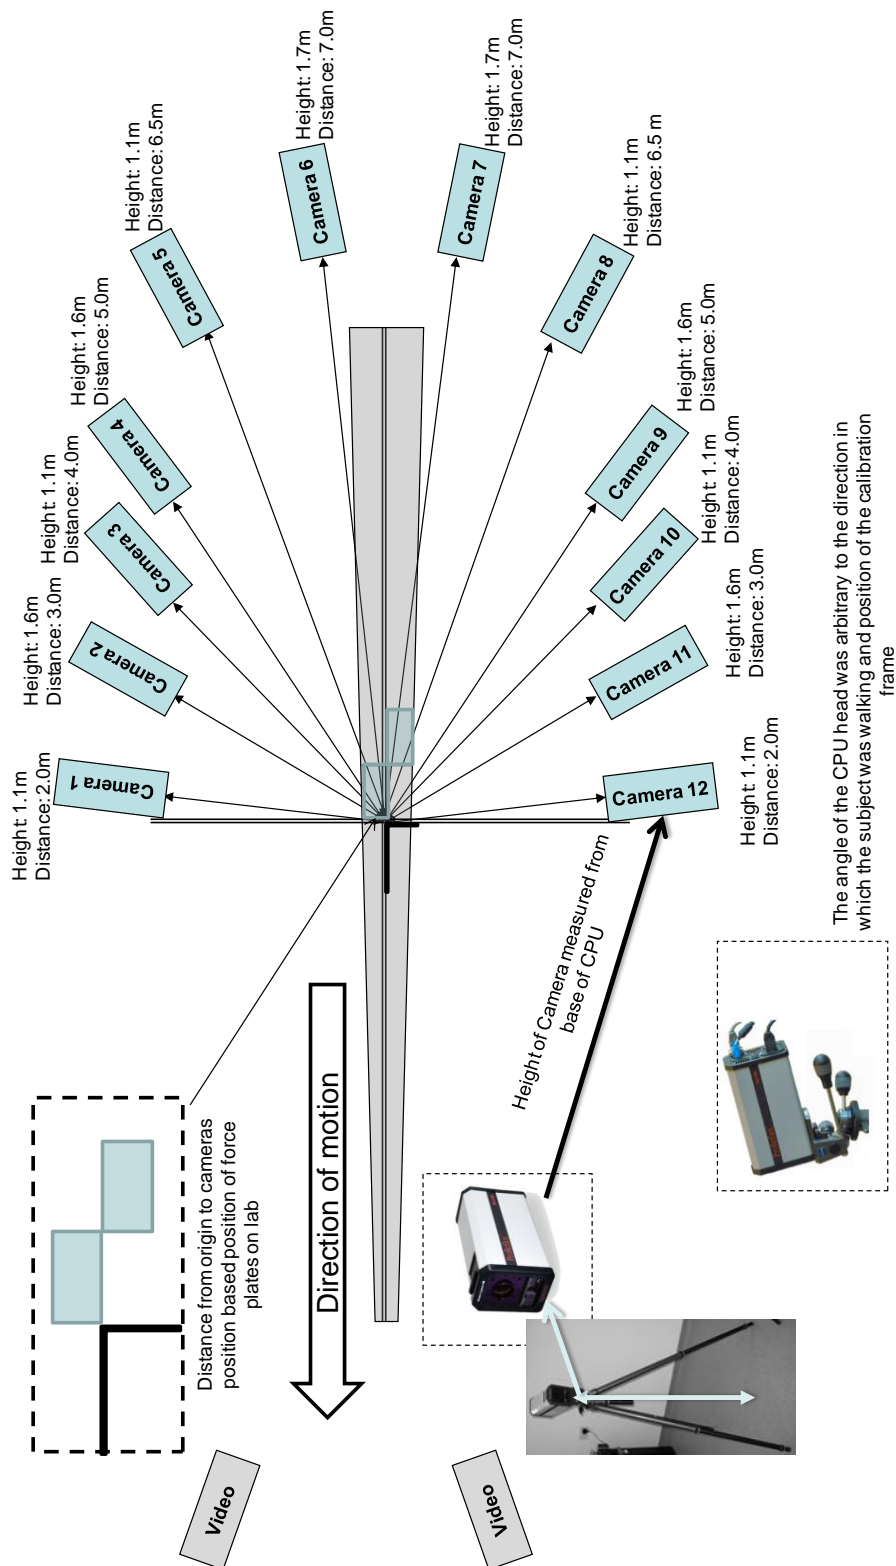 Height: 1.1m
Distance: 2.0m
Camera 1
Height: 1.6m
Distance: 3.0m
Camera 2
Height: 1.1m
Distance: 4.0m
Camera 3
Height: 1.6m
Distance: 5.0m
Camera 4
Height: 1.1m
Distance: 6.5m
Camera 5
Height: 1.7m
Distance: 7.0m
Camera 6
Height: 1.7m
Distance: 7.0m
Camera 7
Height: 1.1m
Distance: 6.5 m
Camera 8
Height: 1.6m
Distance: 5.0m
Camera 9
Height: 1.1m
Distance: 4.0m
Camera 10
Height: 1.6m
Distance: 3.0m
Camera 11
Height: 1.1m
Distance: 2.0m
Camera 12
Distance from origin to cameras
position based position of force
plates on lab
Direction of motion
Height of Camera measured from
base of CPU
The angle of the CPU head was arbitrary to the direction in
which the subject was walking and position of the calibration
frame
Video
Video